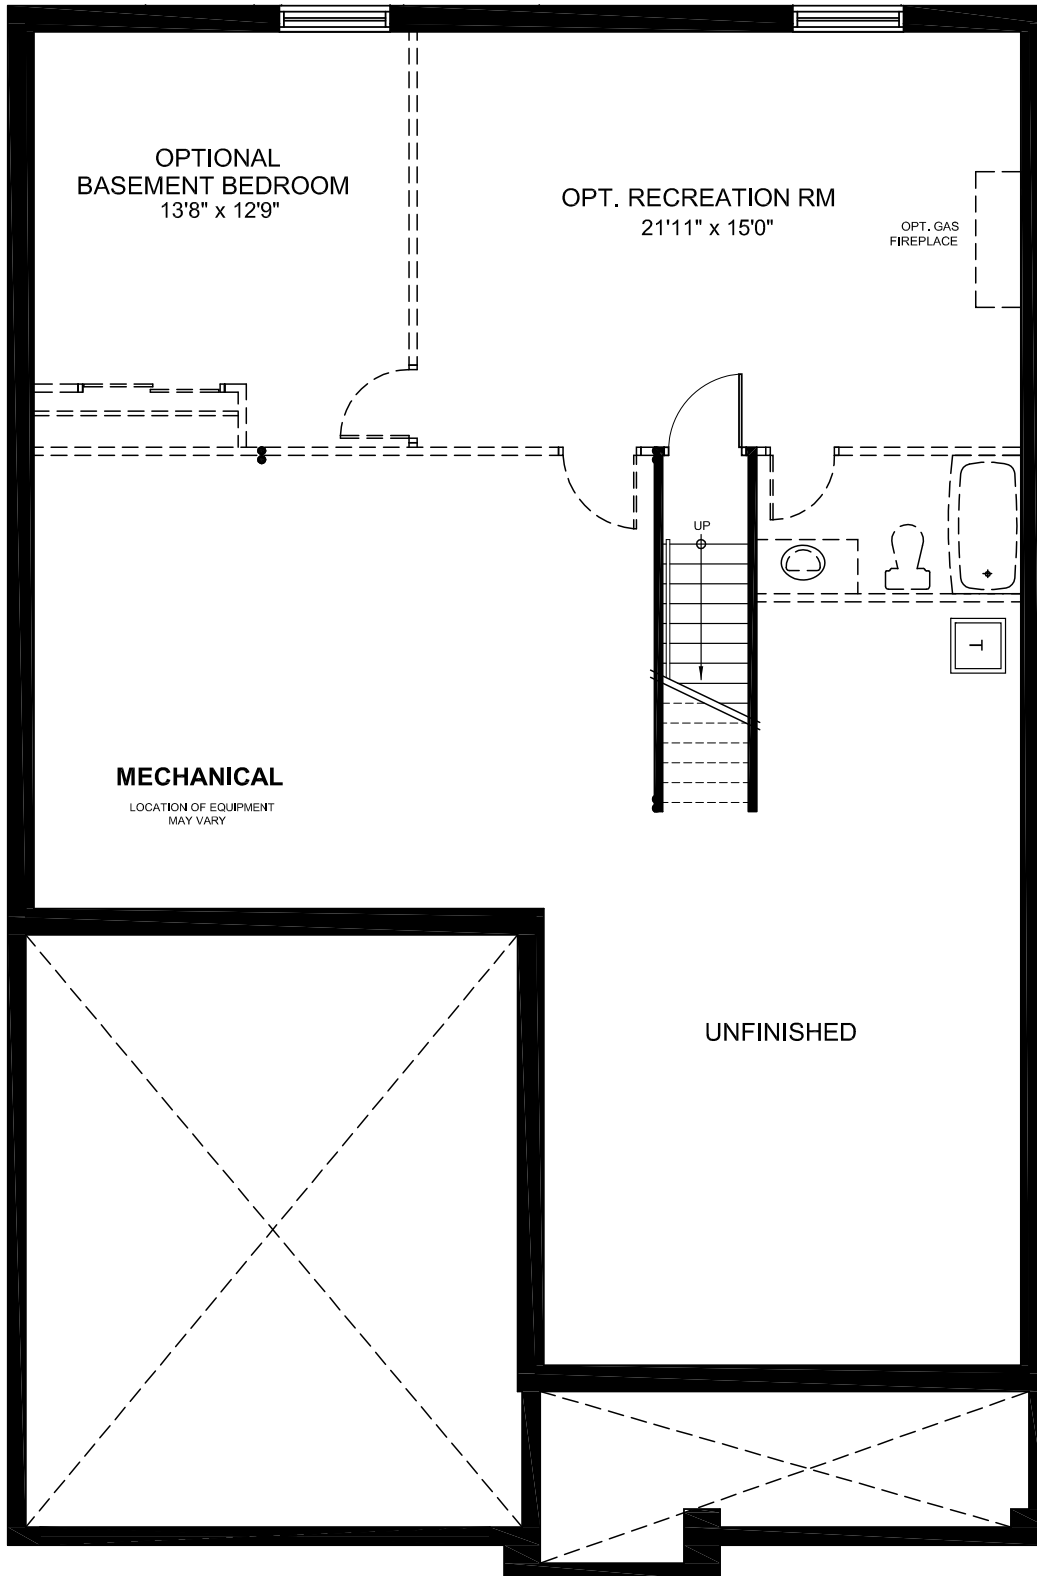 OPTIONAL
BASEMENT BEDROOM
13'8" x 12'9"
OPT. RECREATION RM
21'11" x 15'0"
OPT. GAS
FIREPLACE
UP
T
MECHANICAL
LOCATION OF EQUIPMENT
MAY VARY
UNFINISHED